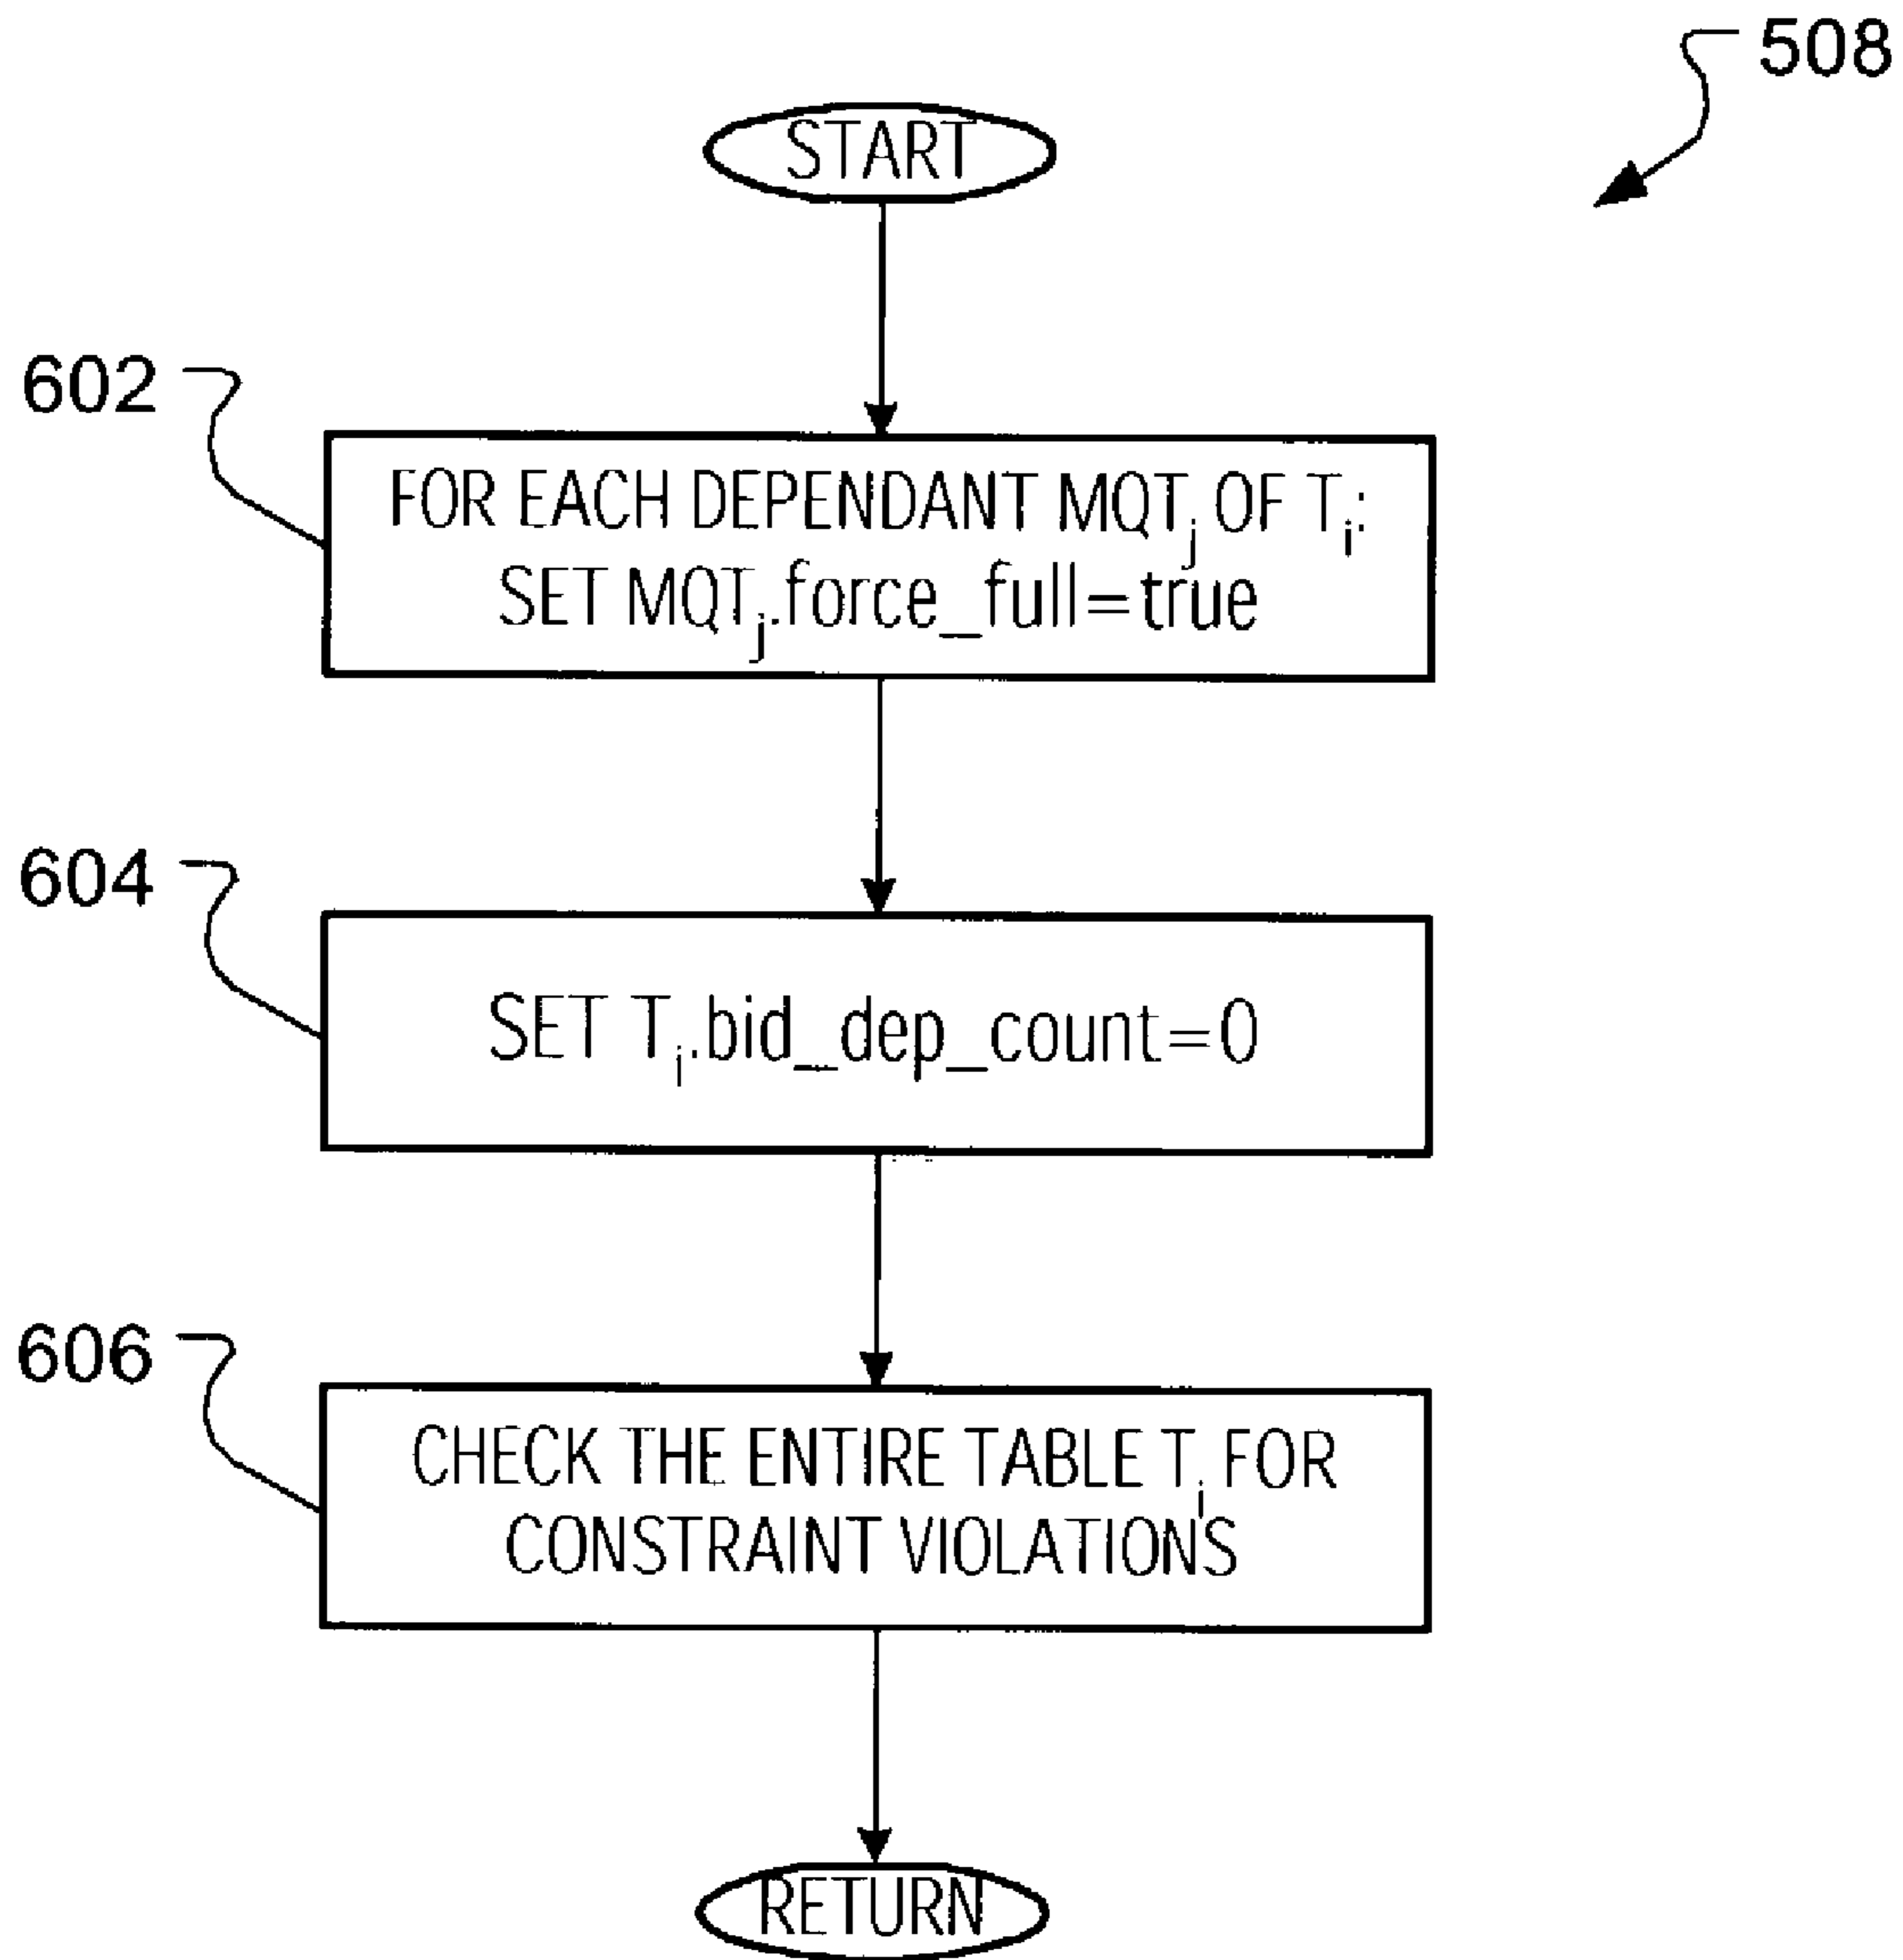 508
START
602
FOR EACH DEPENDANT MQTj OF Ti:
SET MQTj.force_full=true
604
SET Ti.bid_dep_count=0
606
CHECK THE ENTIRE TABLE Ti FOR
CONSTRAINT VIOLATIONS
RETURN